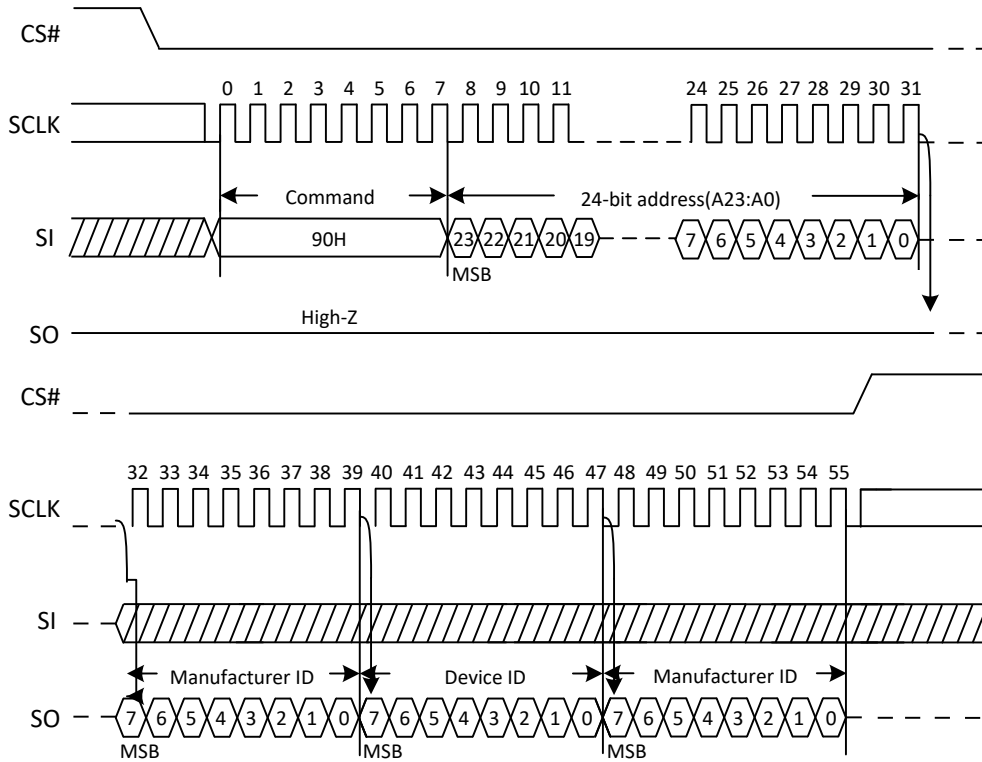 CS#
0 1 2 3 4 5 6 7 8 9 10 11 24 25 26 27 28 29 30 31
SCLK
Command 24-bit address(A23:A0)
SI 90H 23 22 21 20 19 7 6 5 4 3 2 1 0
MSB
High-Z
SO
CS#
32 33 34 35 36 37 38 39 40 41 42 43 44 45 46 47 48 49 50 51 52 53 54 55
SCLK
SI
Manufacturer ID Device ID Manufacturer ID
SO 7 6 5 4 3 2 1 0 7 6 5 4 3 2 1 0 7 6 5 4 3 2 1 0
MSB MSB MSB